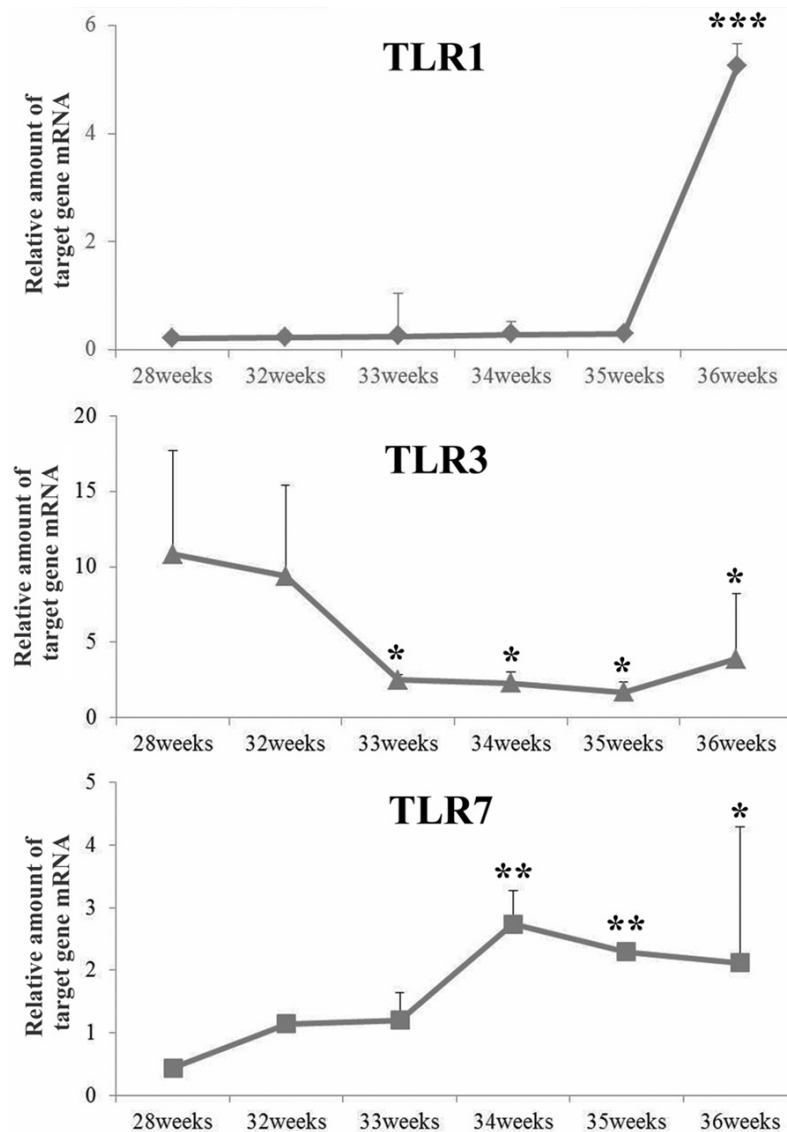 TLR1
Relative amount of
target gene mRNA
6
4
2
0
***
28weeks 32weeks 33weeks 34weeks 35weeks 36weeks
TLR3
Relative amount of
target gene mRNA
20
15
10
5
0
* * * *
28weeks 32weeks 33weeks 34weeks 35weeks 36weeks
TLR7
Relative amount of
target gene mRNA
5
4
3
2
1
0
** ** *
28weeks 32weeks 33weeks 34weeks 35weeks 36weeks